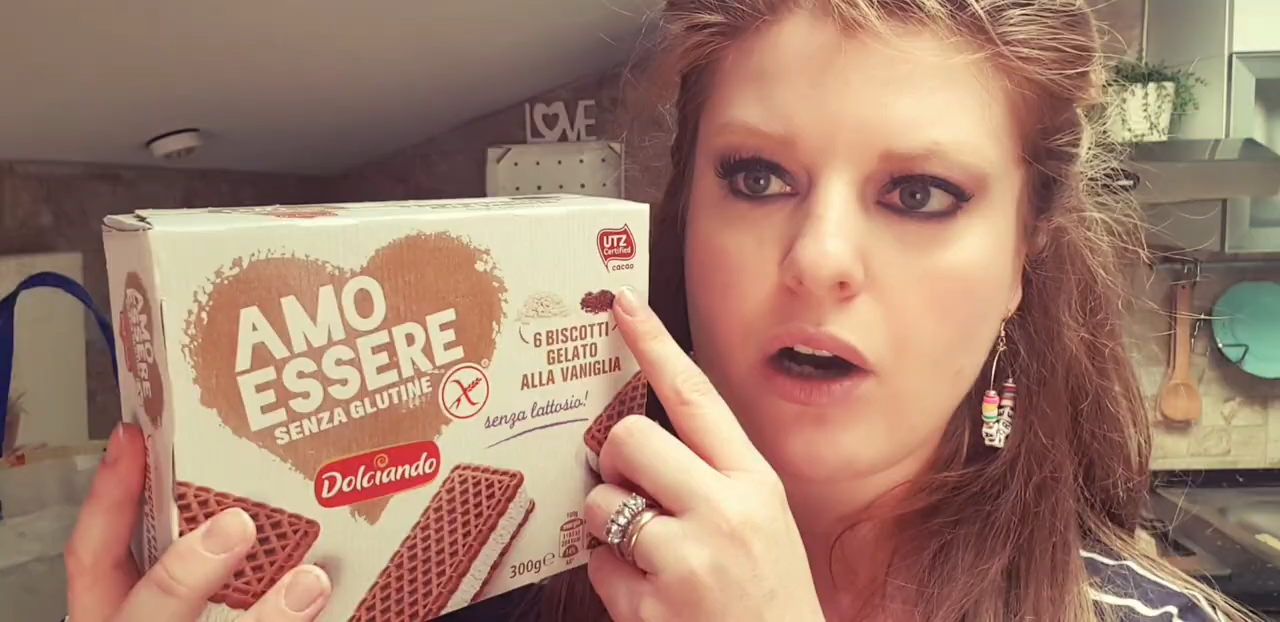 LOVE
UTZ
Certified
cacao
AMO
ESSERE
SENZA GLUTINE
6 BISCOTTI
GELATO
ALLA VANIGLIA
senza lattosio!
Dolciando
300g℮